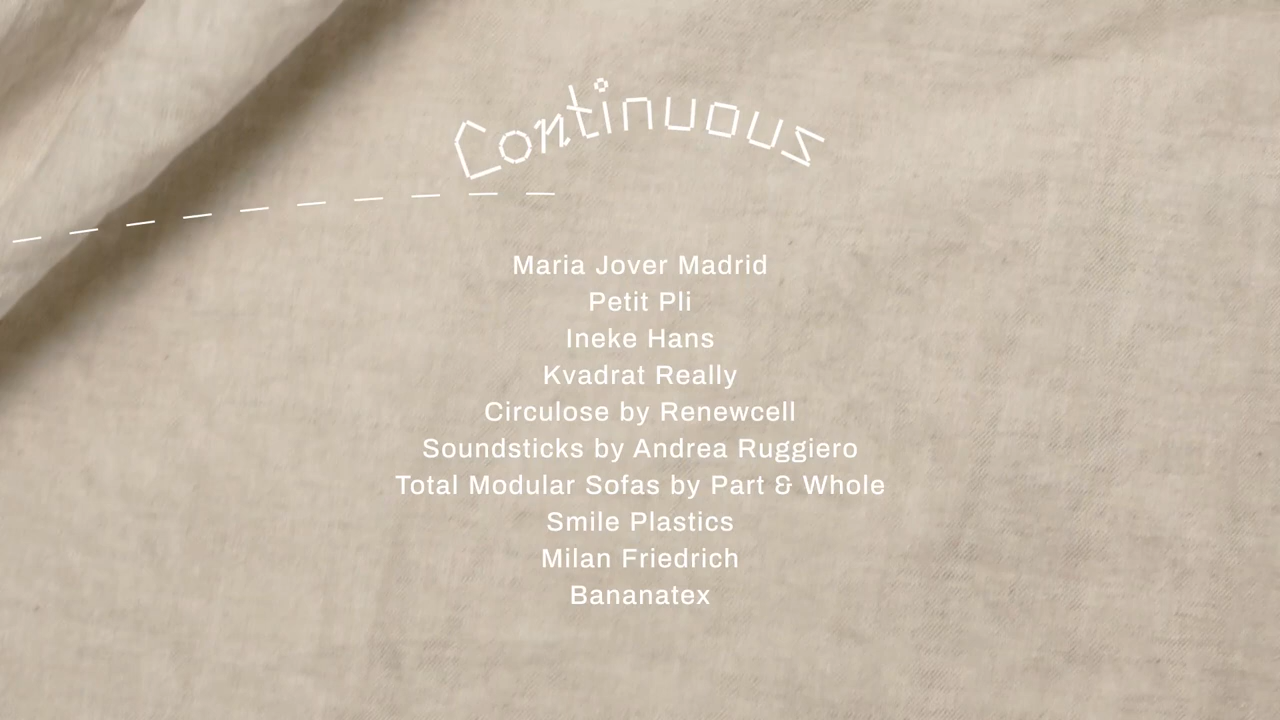 Continuous
Maria Jover Madrid
Petit Pli
Ineke Hans
Kvadrat Really
Circulose by Renewcell
Soundsticks by Andrea Ruggiero
Total Modular Sofas by Part & Whole
Smile Plastics
Milan Friedrich
Bananatex